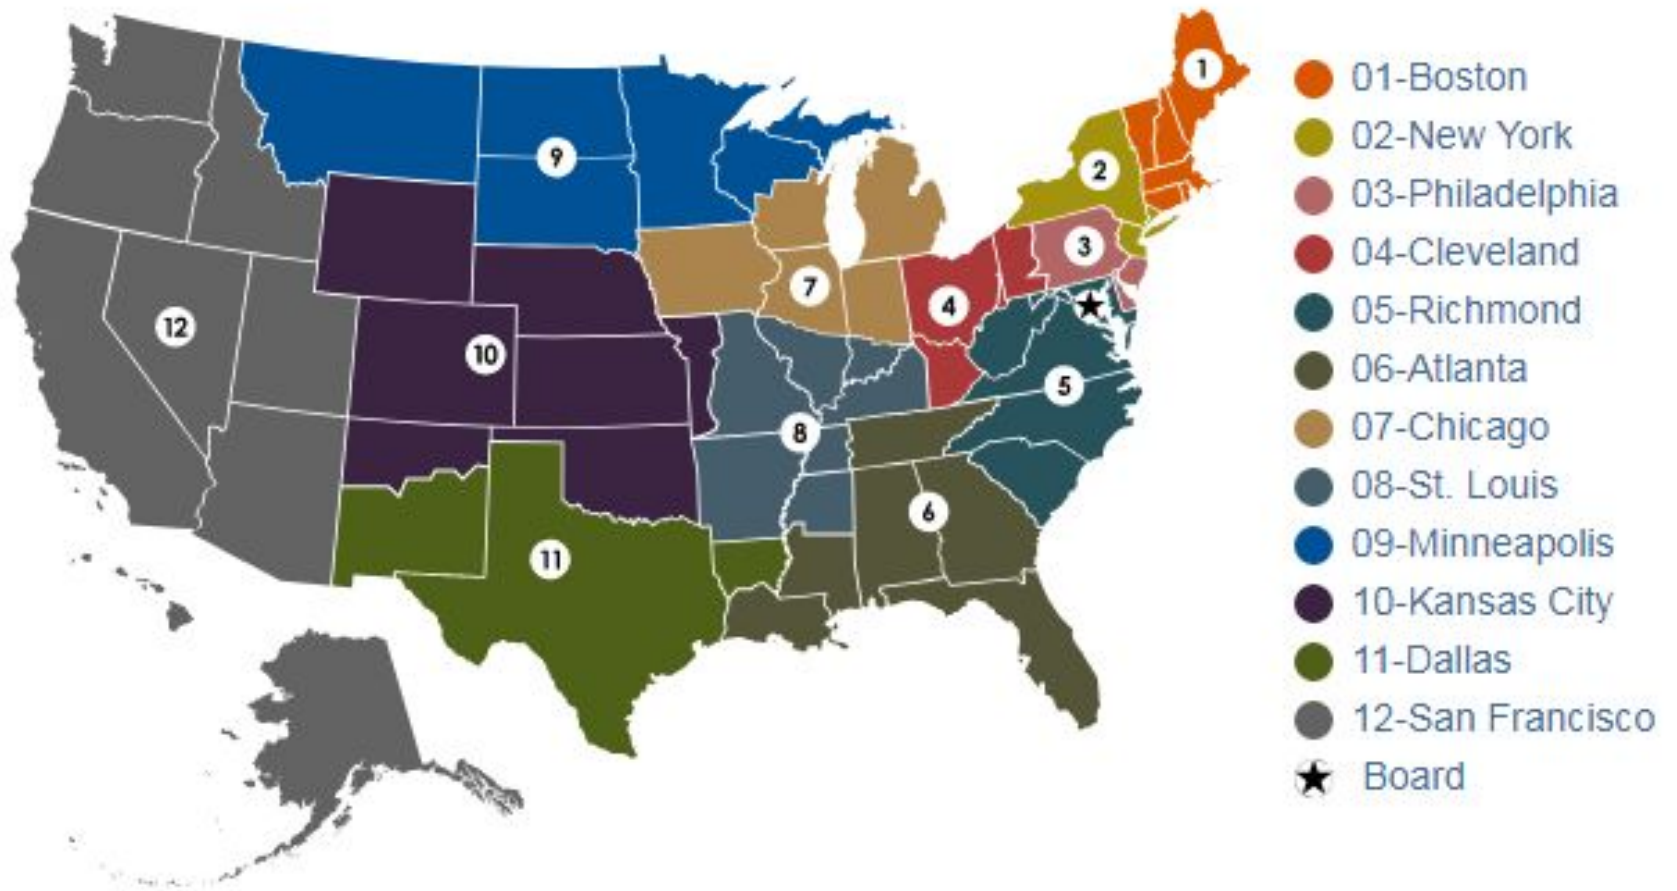 1
2
3
4
5
6
7
8
9
10
11
12
01-Boston
02-New York
03-Philadelphia
04-Cleveland
05-Richmond
06-Atlanta
07-Chicago
08-St. Louis
09-Minneapolis
10-Kansas City
11-Dallas
12-San Francisco
Board